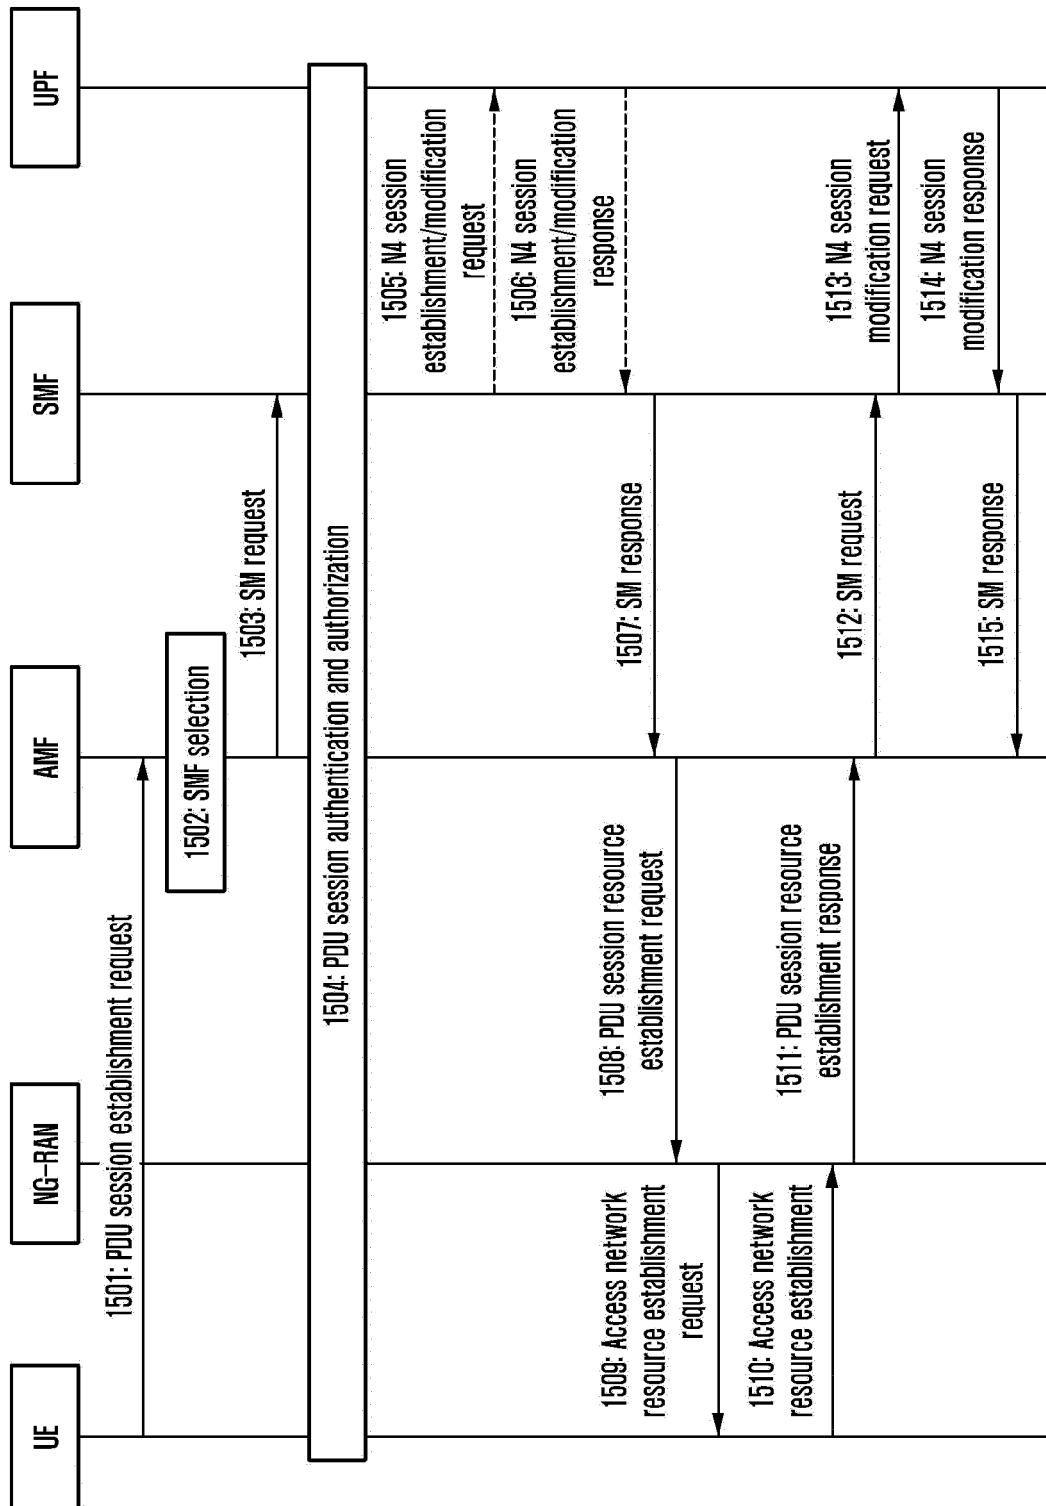 UE
NG-RAN
AMF
SMF
UPF
1501: PDU session establishment request
1502: SMF selection
1503: SM request
1504: PDU session authentication and authorization
1505: N4 session
establishment/modification
request
1506: N4 session
establishment/modification
response
1507: SM response
1508: PDU session resource
establishment request
1509: Access network
resource establishment
request
1510: Access network
resource establishment
1511: PDU session resource
establishment response
1512: SM request
1513: N4 session
modification request
1514: N4 session
modification response
1515: SM response